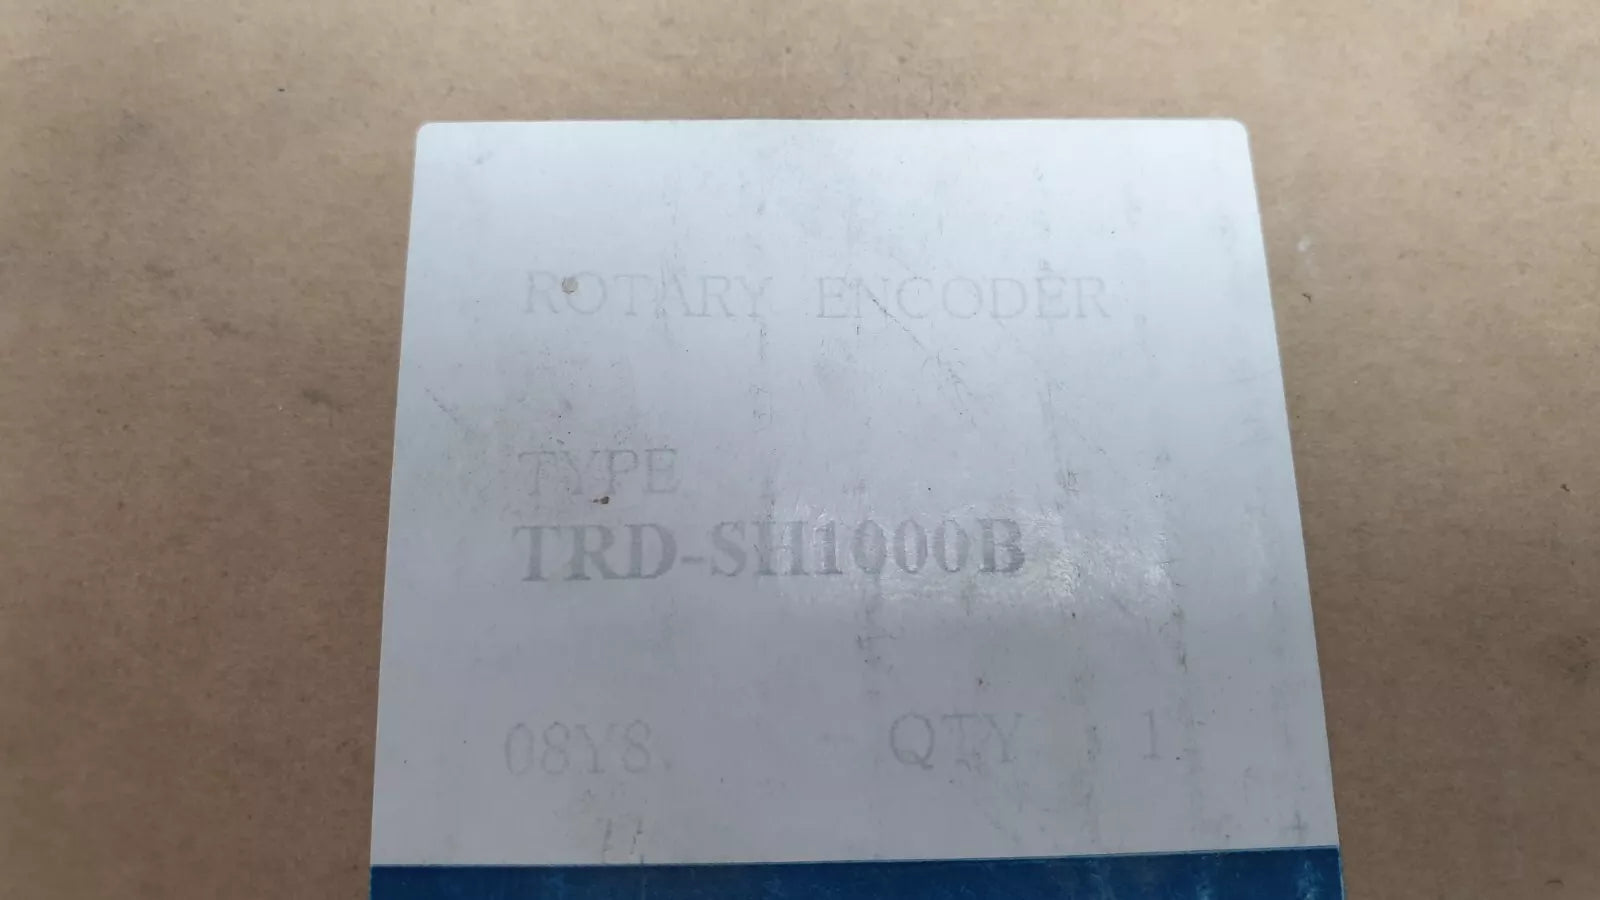 ROTARY ENCODER
TYPE
TRD-SH1000B
08Y8. QTY 1